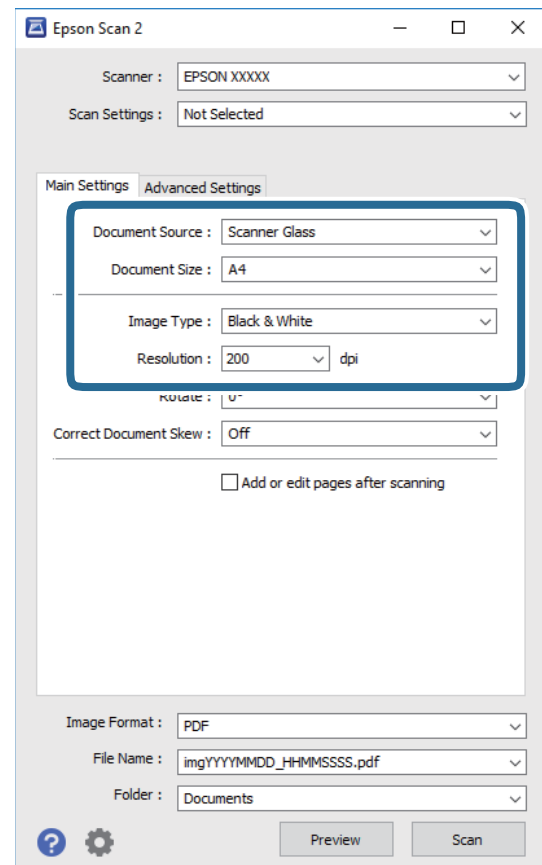 Epson Scan 2
Scanner : EPSON XXXXX
Scan Settings : Not Selected
Main Settings Advanced Settings
Document Source : Scanner Glass
Document Size : A4
Image Type : Black & White
Resolution : 200 dpi
Rotate : 0°
Correct Document Skew : Off
Add or edit pages after scanning
Image Format : PDF
File Name : imgYYYYMMDD_HHMMSSSS.pdf
Folder : Documents
Preview Scan